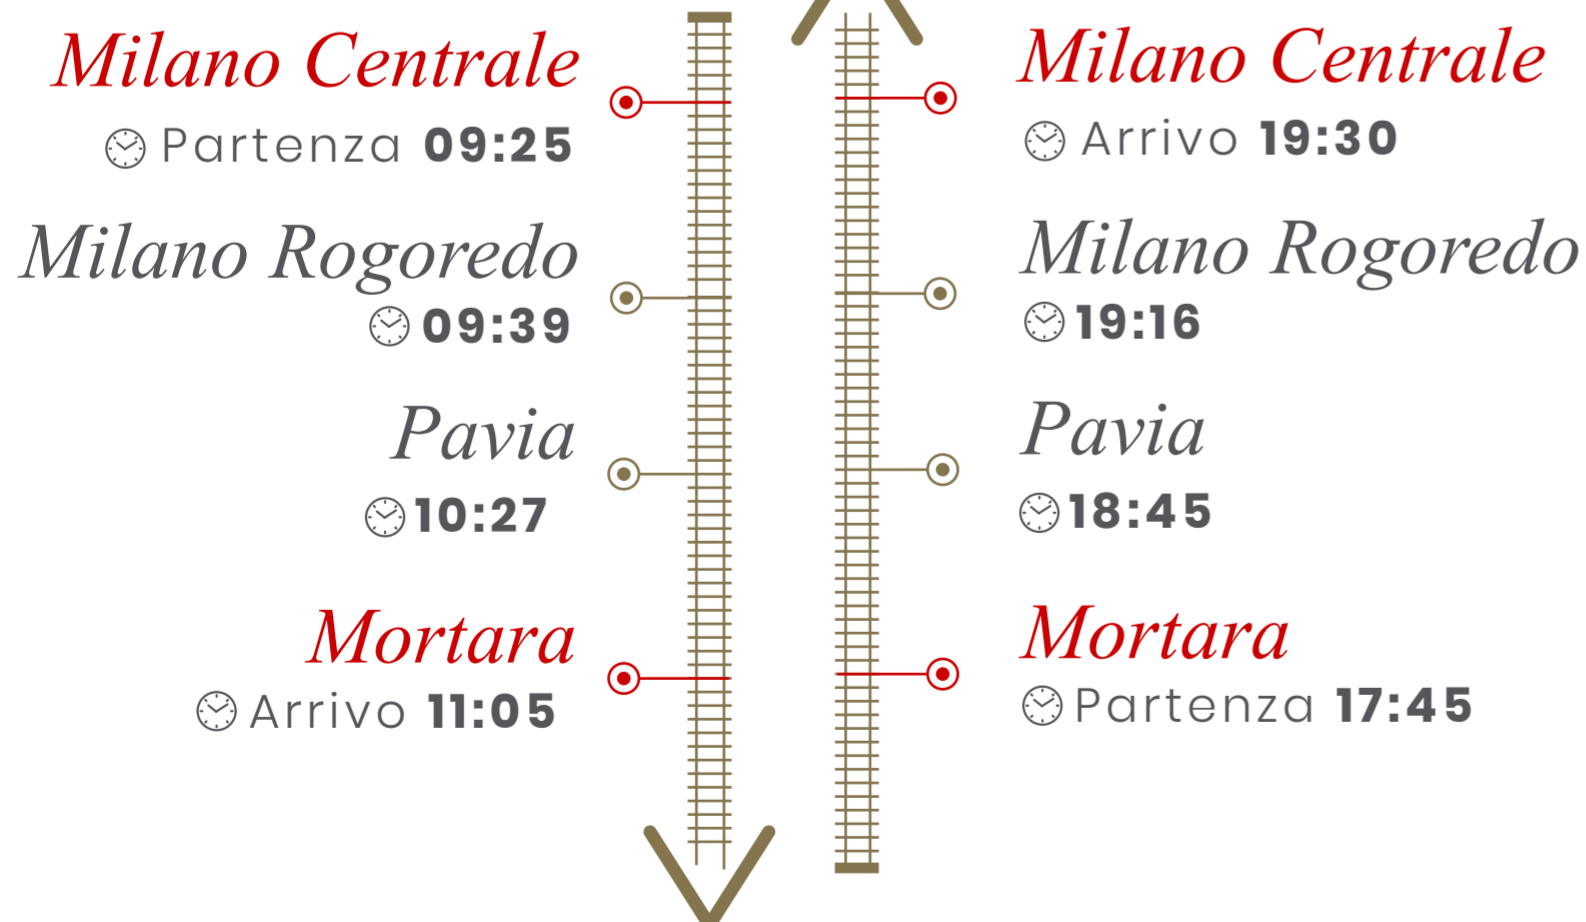 Milano Centrale
Partenza 09:25
Milano Rogoredo
09:39
Pavia
10:27
Mortara
Arrivo 11:05
Milano Centrale
Arrivo 19:30
Milano Rogoredo
19:16
Pavia
18:45
Mortara
Partenza 17:45